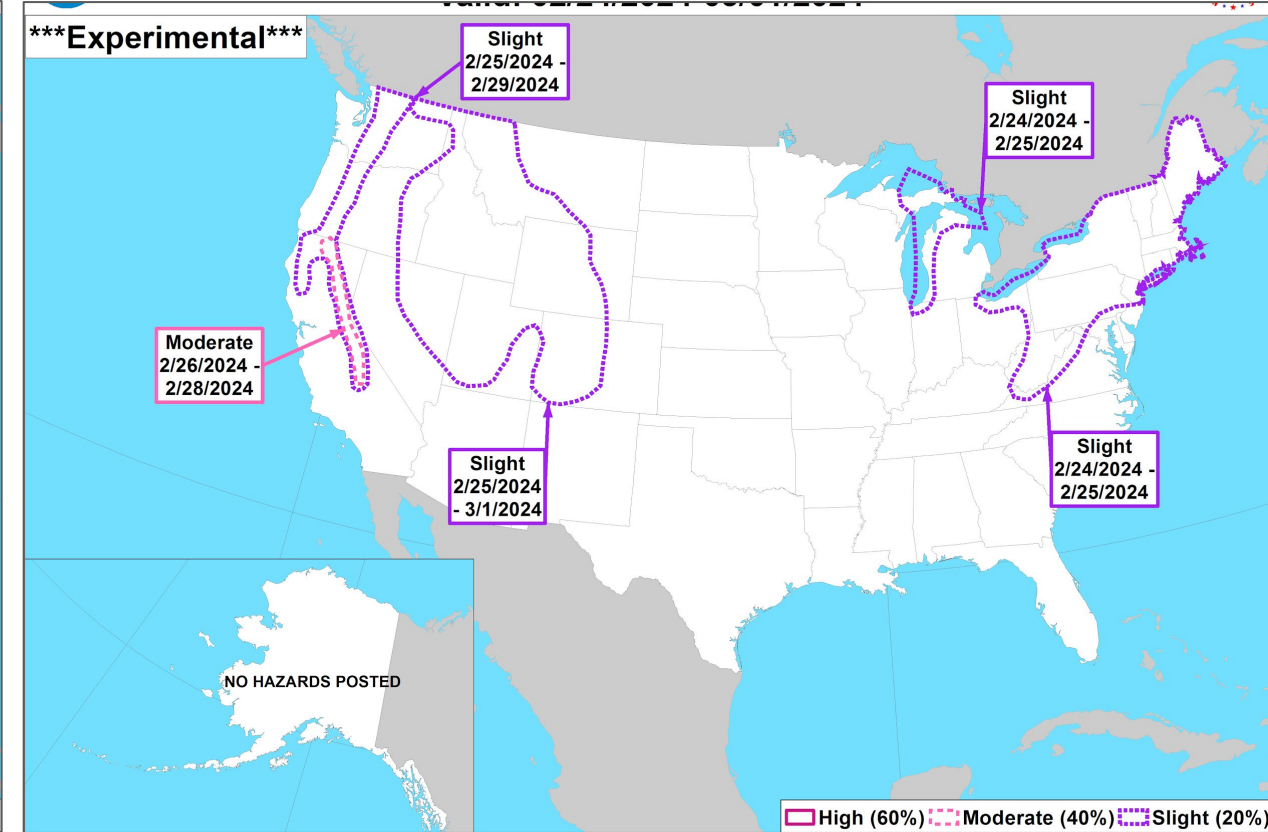 ***Experimental***
Slight
2/25/2024 -
2/29/2024
Slight
2/24/2024 -
2/25/2024
Moderate
2/26/2024 -
2/28/2024
Slight
2/25/2024
- 3/1/2024
Slight
2/24/2024 -
2/25/2024
NO HAZARDS POSTED
High (60%) Moderate (40%) Slight (20%)